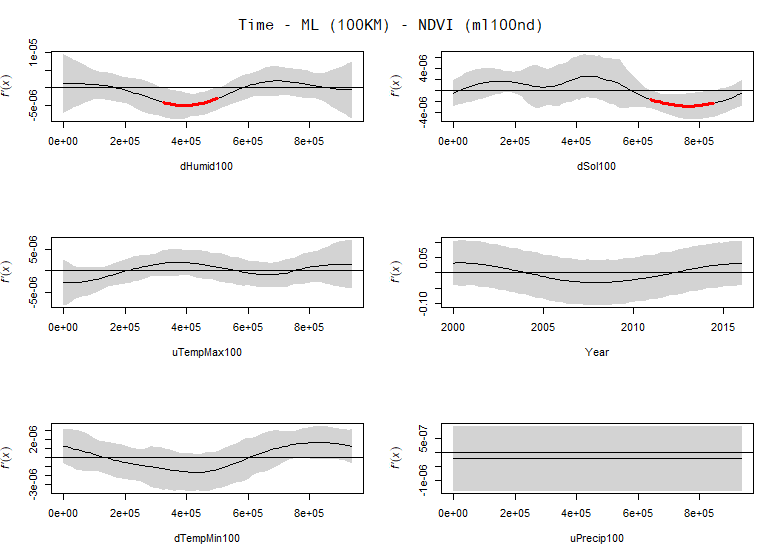 Time - ML (100KM) - NDVI (ml100nd)
f'(x)
-5e-06
1e-05
0e+00 2e+05 4e+05 6e+05 8e+05
dHumid100
f'(x)
-4e-06
4e-06
0e+00 2e+05 4e+05 6e+05 8e+05
dSol100
f'(x)
-5e-06
5e-06
0e+00 2e+05 4e+05 6e+05 8e+05
uTempMax100
f'(x)
-0.10
0.05
2000 2005 2010 2015
Year
f'(x)
-3e-06
2e-06
0e+00 2e+05 4e+05 6e+05 8e+05
dTempMin100
f'(x)
-1e-06
5e-07
0e+00 2e+05 4e+05 6e+05 8e+05
uPrecip100